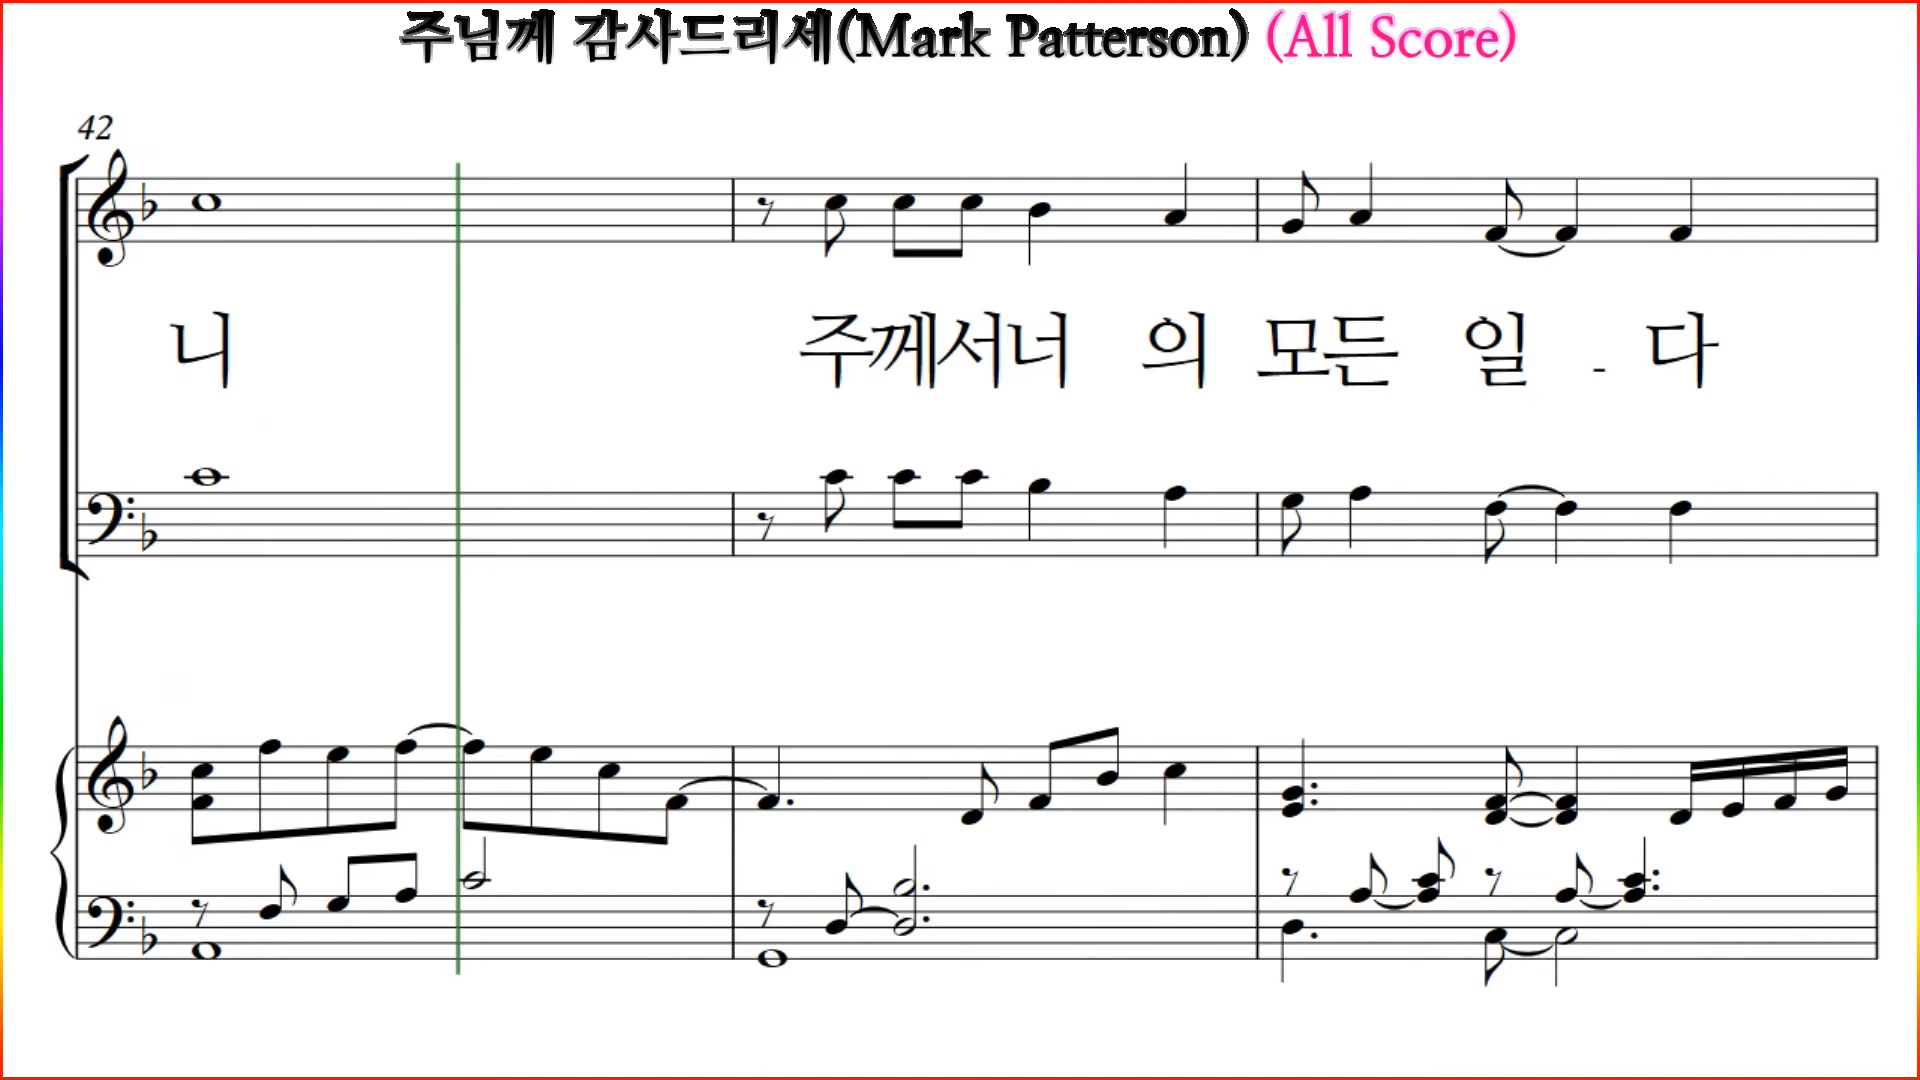 주님께 감사드리세(Mark Patterson) (All Score)
42
니 주께서너 의 모든 일 - 다